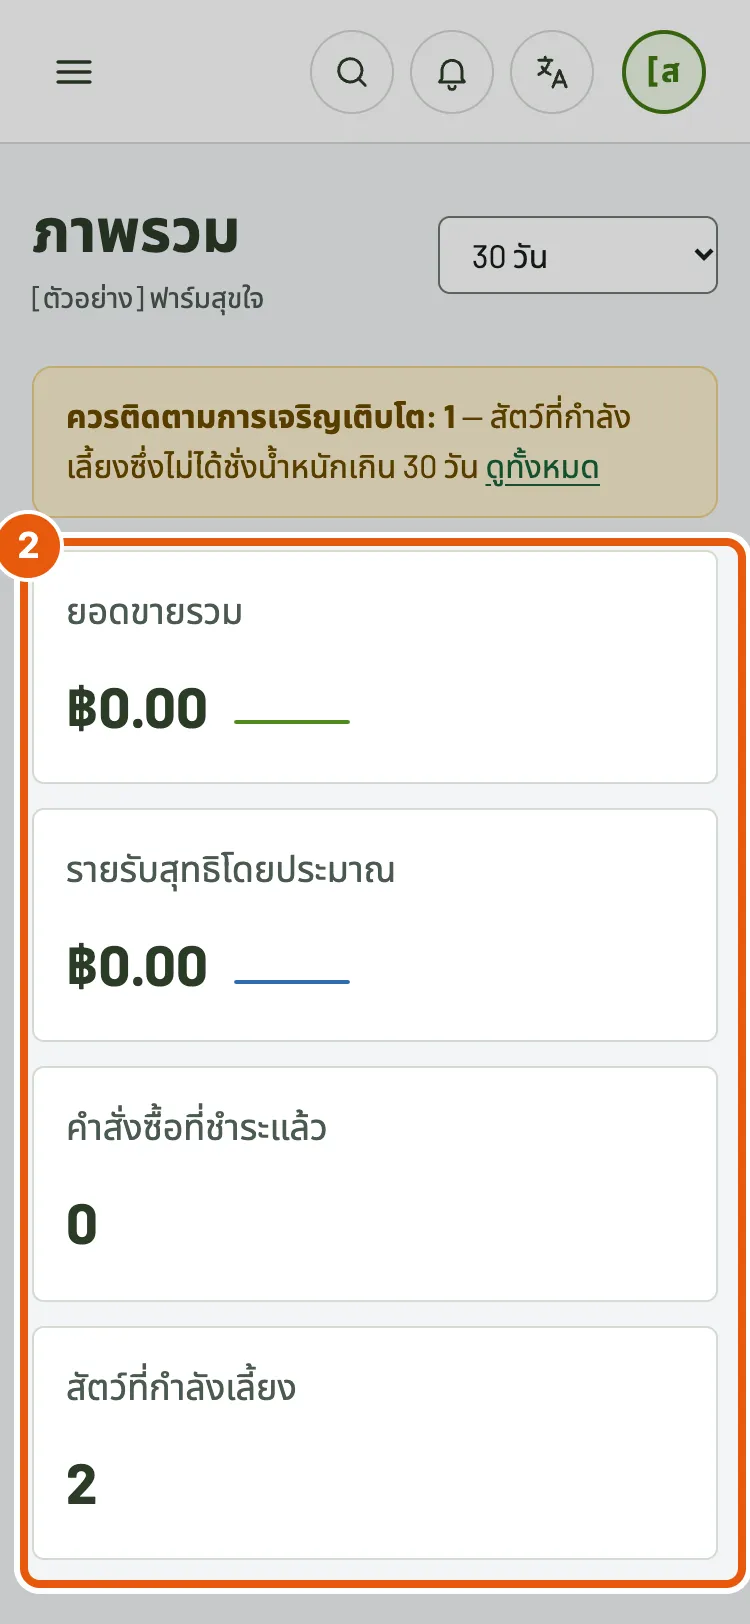 [ส
ภาพรวม
30 วัน
[ตัวอย่าง] ฟาร์มสุขใจ
ควรติดตามการเจริญเติบโต: 1 – สัตว์ที่กำลัง
เลี้ยงซึ่งไม่ได้ชั่งน้ำหนักเกิน 30 วัน ดูทั้งหมด
2
ยอดขายรวม
฿0.00
รายรับสุทธิโดยประมาณ
฿0.00
คำสั่งซื้อที่ชำระแล้ว
0
สัตว์ที่กำลังเลี้ยง
2